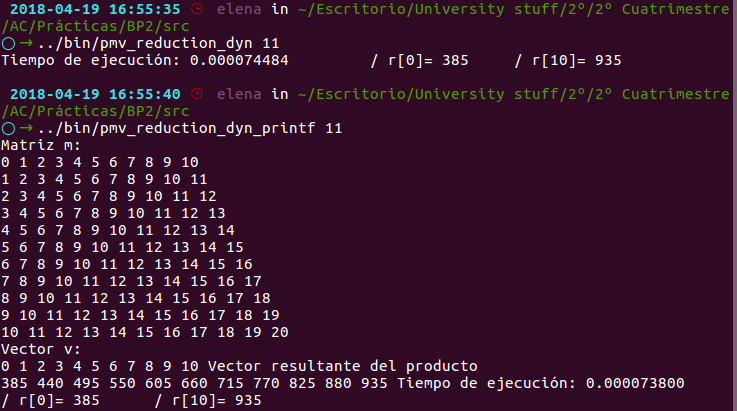 2018-04-19 16:55:35 elena in ~/Escritorio/University stuff/2º/2º Cuatrimestre
/AC/Prácticas/BP2/src
○ → ../bin/pmv_reduction_dyn 11
Tiempo de ejecución: 0.000074484 / r[0]= 385 / r[10]= 935
2018-04-19 16:55:40 elena in ~/Escritorio/University stuff/2º/2º Cuatrimestre
/AC/Prácticas/BP2/src
○ → ../bin/pmv_reduction_dyn_printf 11
Matriz m:
0 1 2 3 4 5 6 7 8 9 10
1 2 3 4 5 6 7 8 9 10 11
2 3 4 5 6 7 8 9 10 11 12
3 4 5 6 7 8 9 10 11 12 13
4 5 6 7 8 9 10 11 12 13 14
5 6 7 8 9 10 11 12 13 14 15
6 7 8 9 10 11 12 13 14 15 16
7 8 9 10 11 12 13 14 15 16 17
8 9 10 11 12 13 14 15 16 17 18
9 10 11 12 13 14 15 16 17 18 19
10 11 12 13 14 15 16 17 18 19 20
Vector v:
0 1 2 3 4 5 6 7 8 9 10 Vector resultante del producto
385 440 495 550 605 660 715 770 825 880 935 Tiempo de ejecución: 0.000073800
/ r[0]= 385 / r[10]= 935